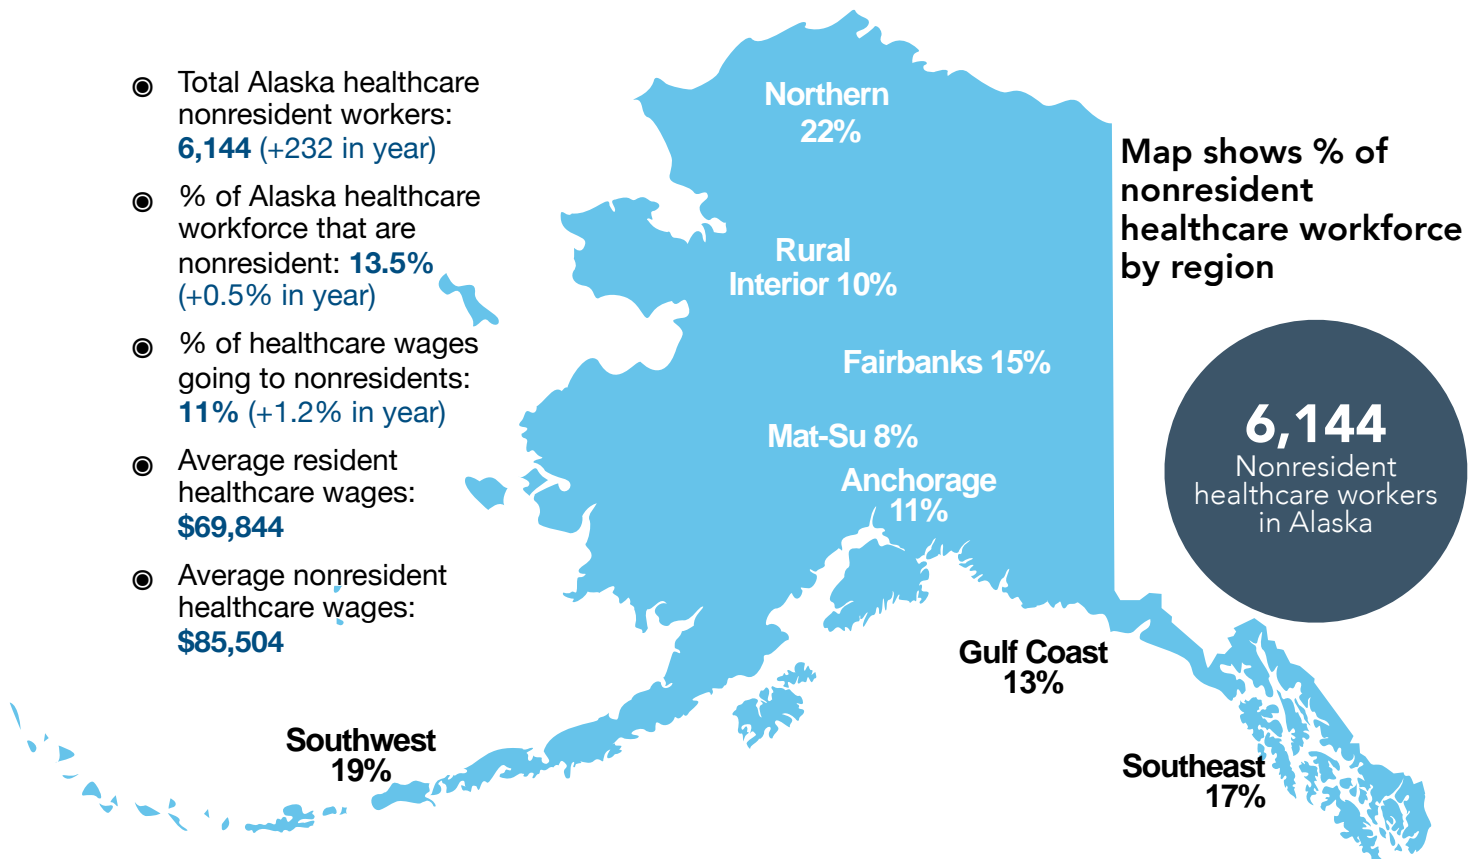 Total Alaska healthcare
nonresident workers:
6,144 (+232 in year)
% of Alaska healthcare
workforce that are
nonresident: 13.5%
(+0.5% in year)
% of healthcare wages
going to nonresidents:
11% (+1.2% in year)
Average resident
healthcare wages:
$69,844
Average nonresident
healthcare wages:
$85,504
Northern
22%
Rural
Interior 10%
Fairbanks 15%
Mat-Su 8%
Anchorage
11%
Gulf Coast
13%
Southwest
19%
Southeast
17%
Map shows % of
nonresident
healthcare workforce
by region
6,144
Nonresident
healthcare workers
in Alaska